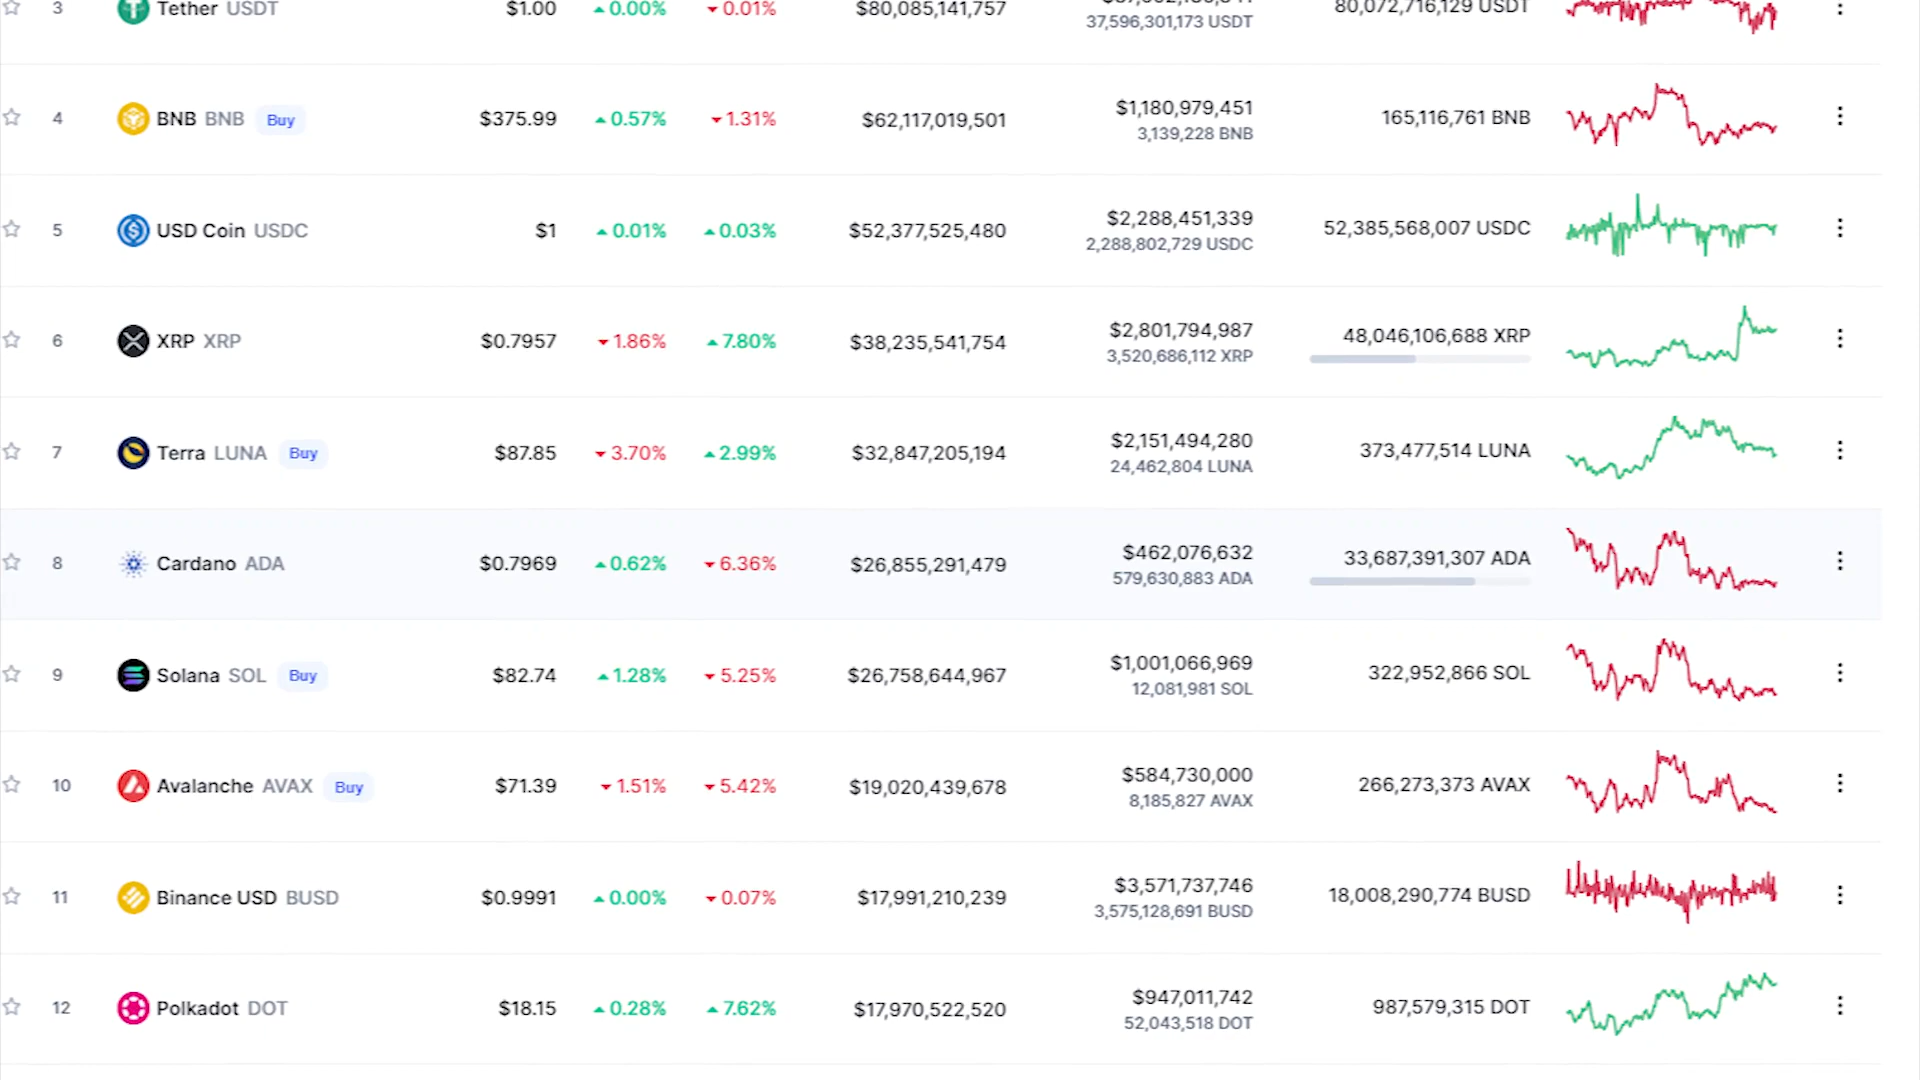 3 Tether USDT $1.00 0.00% 0.01% $80,085,141,757 80,072,716,129 USDT
37,596,301,173 USDT
4 BNB BNB Buy $375.99 0.57% 1.31% $62,117,019,501 $1,180,979,451 165,116,761 BNB
3,139,228 BNB
5 USD Coin USDC $1 0.01% 0.03% $52,377,525,480 $2,288,451,339 52,385,568,007 USDC
2,288,802,729 USDC
6 XRP XRP $0.7957 1.86% 7.80% $38,235,541,754 $2,801,794,987 48,046,106,688 XRP
3,520,686,112 XRP
7 Terra LUNA Buy $87.85 3.70% 2.99% $32,847,205,194 $2,151,494,280 373,477,514 LUNA
24,462,804 LUNA
8 Cardano ADA $0.7969 0.62% 6.36% $26,855,291,479 $462,076,632 33,687,391,307 ADA
579,630,883 ADA
9 Solana SOL Buy $82.74 1.28% 5.25% $26,758,644,967 $1,001,066,969 322,952,866 SOL
12,081,981 SOL
10 Avalanche AVAX Buy $71.39 1.51% 5.42% $19,020,439,678 $584,730,000 266,273,373 AVAX
8,185,827 AVAX
11 Binance USD BUSD $0.9991 0.00% 0.07% $17,991,210,239 $3,571,737,746 18,008,290,774 BUSD
3,575,128,691 BUSD
12 Polkadot DOT $18.15 0.28% 7.62% $17,970,522,520 $947,011,742 987,579,315 DOT
52,043,518 DOT